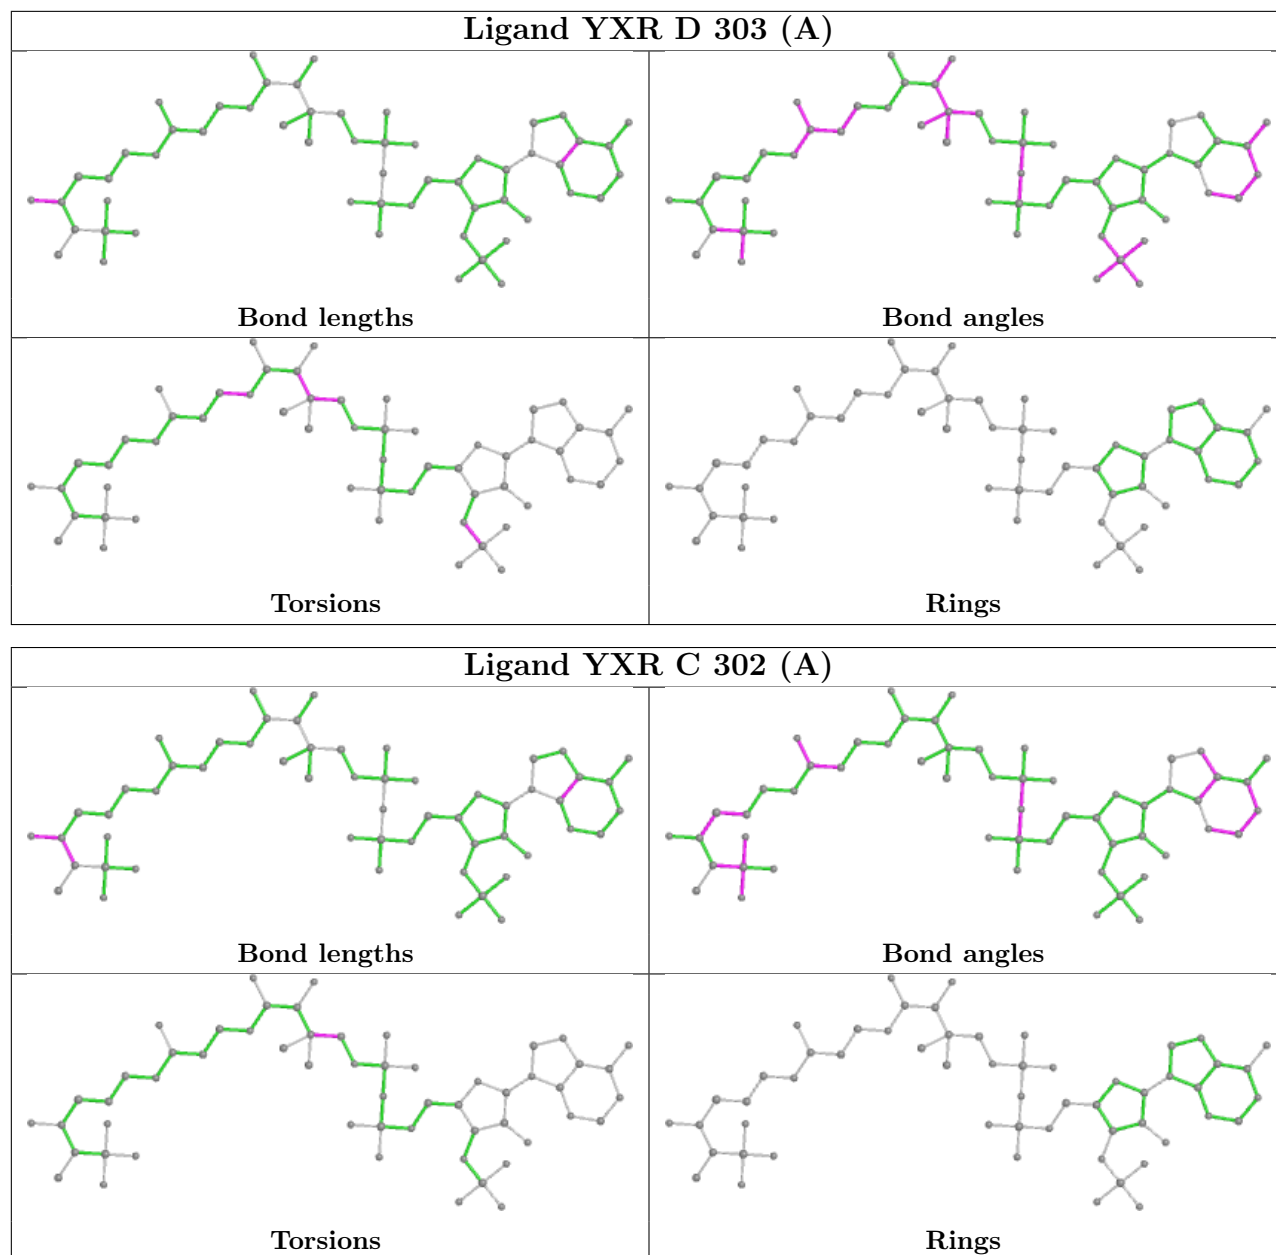 Ligand YXR D 303 (A)
Bond lengths
Bond angles
Torsions
Rings
Ligand YXR C 302 (A)
Bond lengths
Bond angles
Torsions
Rings